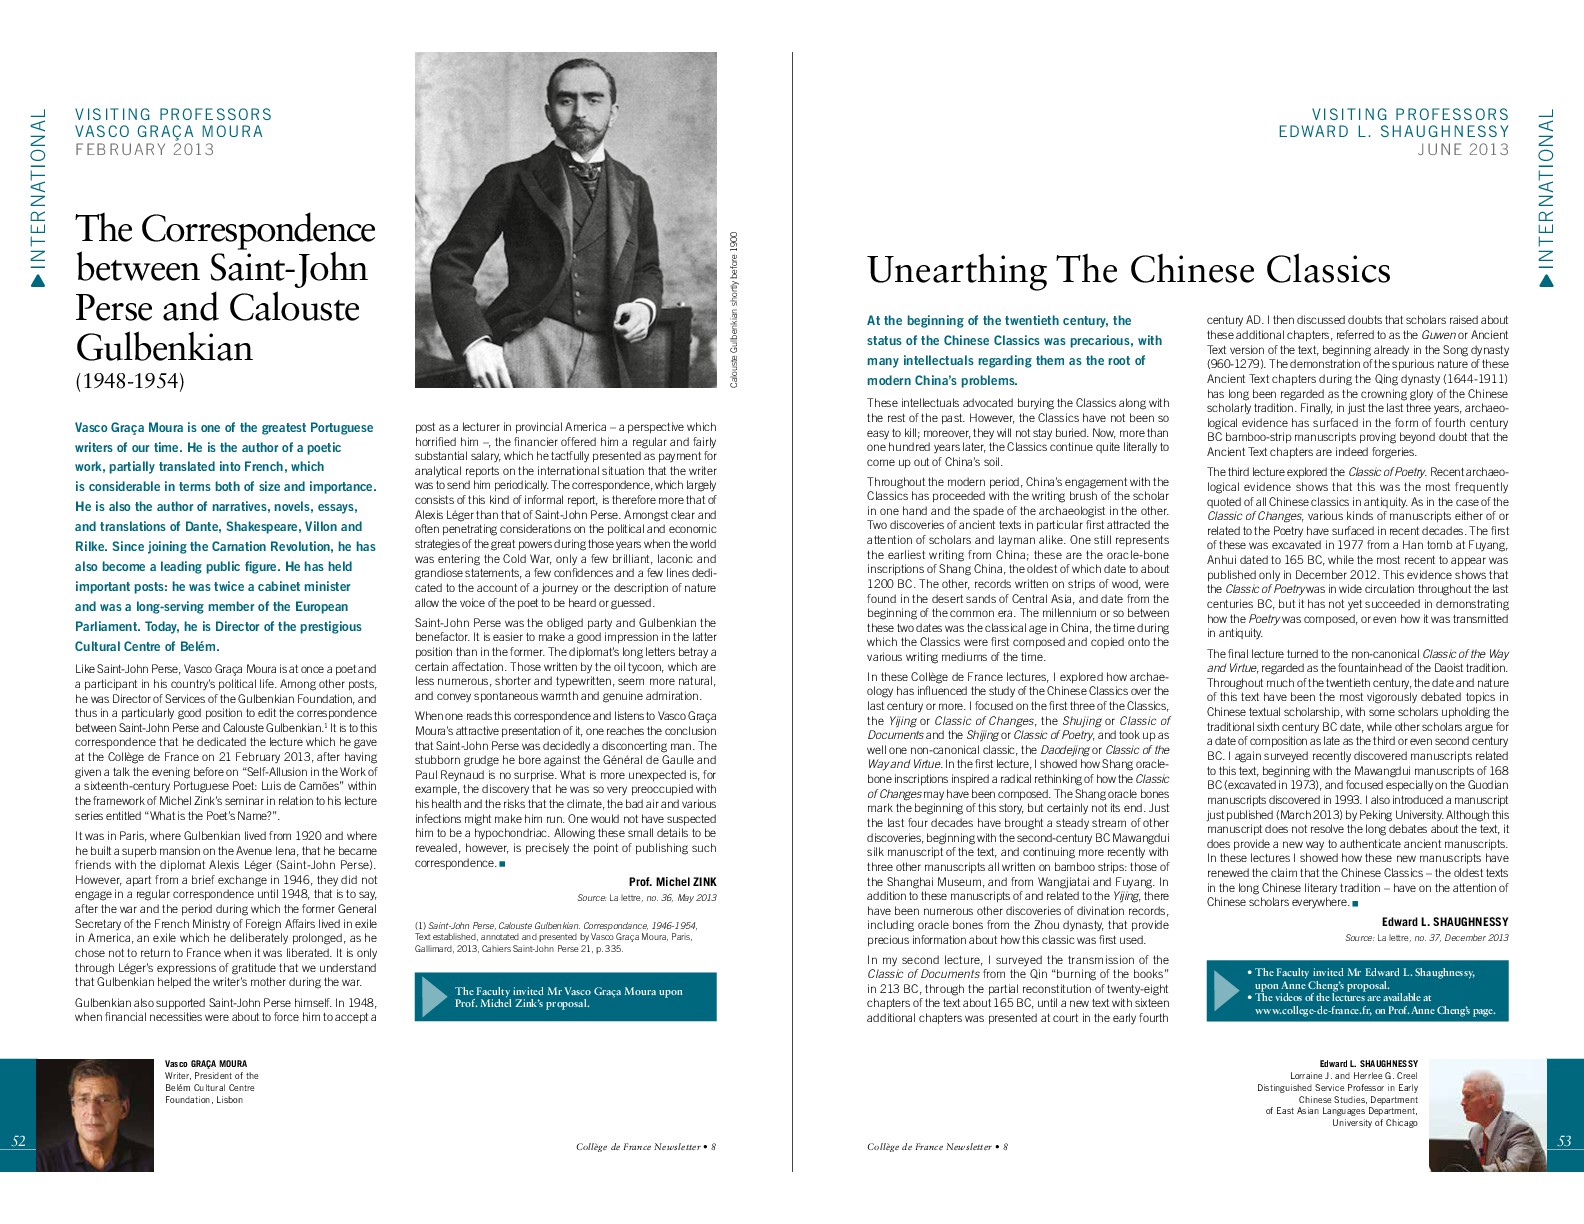 INTERNATIONAL
VISITING PROFESSORS
VASCO GRAÇA MOURA
FEBRUARY 2013
The Correspondence
between Saint-John
Perse and Calouste
Gulbenkian
(1948-1954)
Vasco Graça Moura is one of the greatest Portuguese
writers of our time. He is the author of a poetic
work, partially translated into French, which
is considerable in terms both of size and importance.
He is also the author of narratives, novels, essays,
and translations of Dante, Shakespeare, Villon and
Rilke. Since joining the Carnation Revolution, he has
also become a leading public figure. He has held
important posts: he was twice a cabinet minister
and was a long-serving member of the European
Parliament. Today, he is Director of the prestigious
Cultural Centre of Belém.
Like Saint-John Perse, Vasco Graça Moura is at once a poet and
a participant in his country's political life. Among other posts,
he was Director of Services of the Gulbenkian Foundation, and
thus in a particularly good position to edit the correspondence
between Saint-John Perse and Calouste Gulbenkian.¹ It is to this
correspondence that he dedicated the lecture which he gave
at the Collège de France on 21 February 2013, after having
given a talk the evening before on “Self-Allusion in the Work of
a sixteenth-century Portuguese Poet: Luis de Camões” within
the framework of Michel Zink's seminar in relation to his lecture
series entitled “What is the Poet's Name?”.
It was in Paris, where Gulbenkian lived from 1920 and where
he built a superb mansion on the Avenue Iena, that he became
friends with the diplomat Alexis Léger (Saint-John Perse).
However, apart from a brief exchange in 1946, they did not
engage in a regular correspondence until 1948, that is to say,
after the war and the period during which the former General
Secretary of the French Ministry of Foreign Affairs lived in exile
in America, an exile which he deliberately prolonged, as he
chose not to return to France when it was liberated. It is only
through Léger's expressions of gratitude that we understand
that Gulbenkian helped the writer's mother during the war.
Gulbenkian also supported Saint-John Perse himself. In 1948,
when financial necessities were about to force him to accept a
Calouste Gulbenkian shortly before 1900
post as a lecturer in provincial America – a perspective which
horrified him –, the financier offered him a regular and fairly
substantial salary, which he tactfully presented as payment for
analytical reports on the international situation that the writer
was to send him periodically. The correspondence, which largely
consists of this kind of informal report, is therefore more that of
Alexis Léger than that of Saint-John Perse. Amongst clear and
often penetrating considerations on the political and economic
strategies of the great powers during those years when the world
was entering the Cold War, only a few brilliant, laconic and
grandiose statements, a few confidences and a few lines dedi-
cated to the account of a journey or the description of nature
allow the voice of the poet to be heard or guessed.
Saint-John Perse was the obliged party and Gulbenkian the
benefactor. It is easier to make a good impression in the latter
position than in the former. The diplomat's long letters betray a
certain affectation. Those written by the oil tycoon, which are
less numerous, shorter and typewritten, seem more natural,
and convey spontaneous warmth and genuine admiration.
When one reads this correspondence and listens to Vasco Graça
Moura's attractive presentation of it, one reaches the conclusion
that Saint-John Perse was decidedly a disconcerting man. The
stubborn grudge he bore against the Général de Gaulle and
Paul Reynaud is no surprise. What is more unexpected is, for
example, the discovery that he was so very preoccupied with
his health and the risks that the climate, the bad air and various
infections might make him run. One would not have suspected
him to be a hypochondriac. Allowing these small details to be
revealed, however, is precisely the point of publishing such
correspondence.
Prof. Michel ZINK
Source: La lettre, no. 36, May 2013
(1) Saint-John Perse, Calouste Gulbenkian. Correspondance, 1946-1954,
Text established, annotated and presented by Vasco Graça Moura, Paris,
Gallimard, 2013, Cahiers Saint-John Perse 21, p.335.
The Faculty invited Mr Vasco Graça Moura upon
Prof. Michel Zink's proposal.
Vasco GRAÇA MOURA
Writer, President of the
Belém Cultural Centre
Foundation, Lisbon
52
Collège de France Newsletter • 8
VISITING PROFESSORS
EDWARD L. SHAUGHNESSY
JUNE 2013
INTERNATIONAL
Unearthing The Chinese Classics
At the beginning of the twentieth century, the
status of the Chinese Classics was precarious, with
many intellectuals regarding them as the root of
modern China's problems.
These intellectuals advocated burying the Classics along with
the rest of the past. However, the Classics have not been so
easy to kill; moreover, they will not stay buried. Now, more than
one hundred years later, the Classics continue quite literally to
come up out of China's soil.
Throughout the modern period, China's engagement with the
Classics has proceeded with the writing brush of the scholar
in one hand and the spade of the archaeologist in the other.
Two discoveries of ancient texts in particular first attracted the
attention of scholars and layman alike. One still represents
the earliest writing from China; these are the oracle-bone
inscriptions of Shang China, the oldest of which date to about
1200 BC. The other, records written on strips of wood, were
found in the desert sands of Central Asia, and date from the
beginning of the common era. The millennium or so between
these two dates was the classical age in China, the time during
which the Classics were first composed and copied onto the
various writing mediums of the time.
In these Collège de France lectures, I explored how archae-
ology has influenced the study of the Chinese Classics over the
last century or more. I focused on the first three of the Classics,
the Yijing or Classic of Changes, the Shujing or Classic of
Documents and the Shijing or Classic of Poetry, and took up as
well one non-canonical classic, the Daodejing or Classic of the
Way and Virtue. In the first lecture, I showed how Shang oracle-
bone inscriptions inspired a radical rethinking of how the Classic
of Changes may have been composed. The Shang oracle bones
mark the beginning of this story, but certainly not its end. Just
the last four decades have brought a steady stream of other
discoveries, beginning with the second-century BC Mawangdui
silk manuscript of the text, and continuing more recently with
three other manuscripts all written on bamboo strips: those of
the Shanghai Museum, and from Wangjiatai and Fuyang. In
addition to these manuscripts of and related to the Yijing, there
have been numerous other discoveries of divination records,
including oracle bones from the Zhou dynasty, that provide
precious information about how this classic was first used.
In my second lecture, I surveyed the transmission of the
Classic of Documents from the Qin “burning of the books”
in 213 BC, through the partial reconstitution of twenty-eight
chapters of the text about 165 BC, until a new text with sixteen
additional chapters was presented at court in the early fourth
century AD. I then discussed doubts that scholars raised about
these additional chapters, referred to as the Guwen or Ancient
Text version of the text, beginning already in the Song dynasty
(960-1279). The demonstration of the spurious nature of these
Ancient Text chapters during the Qing dynasty (1644-1911)
has long been regarded as the crowning glory of the Chinese
scholarly tradition. Finally, in just the last three years, archaeo-
logical evidence has surfaced in the form of fourth century
BC bamboo-strip manuscripts proving beyond doubt that the
Ancient Text chapters are indeed forgeries.
The third lecture explored the Classic of Poetry. Recent archaeo-
logical evidence shows that this was the most frequently
quoted of all Chinese classics in antiquity. As in the case of the
Classic of Changes, various kinds of manuscripts either of or
related to the Poetry have surfaced in recent decades. The first
of these was excavated in 1977 from a Han tomb at Fuyang,
Anhui dated to 165 BC, while the most recent to appear was
published only in December 2012. This evidence shows that
the Classic of Poetry was in wide circulation throughout the last
centuries BC, but it has not yet succeeded in demonstrating
how the Poetry was composed, or even how it was transmitted
in antiquity.
The final lecture turned to the non-canonical Classic of the Way
and Virtue, regarded as the fountainhead of the Daoist tradition.
Throughout much of the twentieth century, the date and nature
of this text have been the most vigorously debated topics in
Chinese textual scholarship, with some scholars upholding the
traditional sixth century BC date, while other scholars argue for
a date of composition as late as the third or even second century
BC. I again surveyed recently discovered manuscripts related
to this text, beginning with the Mawangdui manuscripts of 168
BC (excavated in 1973), and focused especially on the Guodian
manuscripts discovered in 1993. I also introduced a manuscript
just published (March 2013) by Peking University. Although this
manuscript does not resolve the long debates about the text, it
does provide a new way to authenticate ancient manuscripts.
In these lectures I showed how these new manuscripts have
renewed the claim that the Chinese Classics – the oldest texts
in the long Chinese literary tradition – have on the attention of
Chinese scholars everywhere.
Edward L. SHAUGHNESSY
Source: La lettre, no. 37, December 2013
• The Faculty invited Mr Edward L. Shaughnessy,
upon Anne Cheng's proposal.
• The videos of the lectures are available at
www.college-de-france.fr, on Prof. Anne Cheng's page.
Edward L. SHAUGHNESSY
Lorraine J. and Herrlee G. Creel
Distinguished Service Professor in Early
Chinese Studies, Department
of East Asian Languages Department,
University of Chicago
Collège de France Newsletter • 8
53